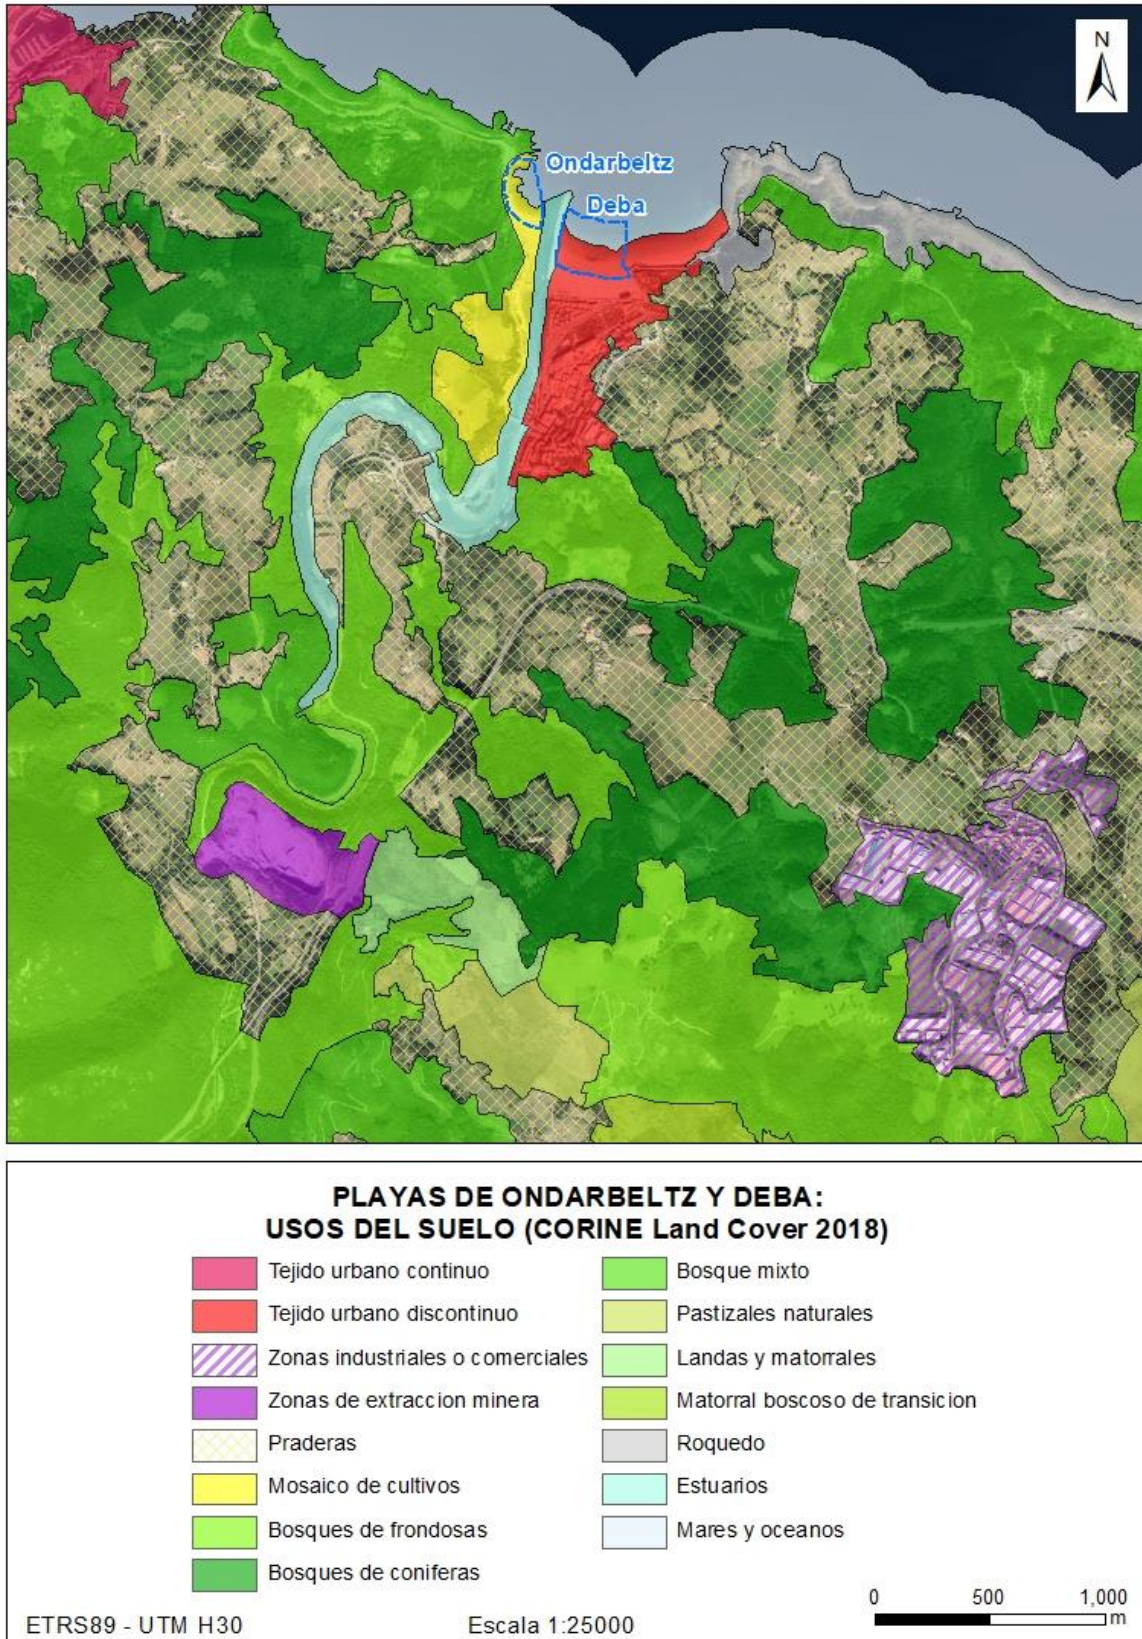 N
Ondarbeltz
Deba
PLAYAS DE ONDARBELTZ Y DEBA:
USOS DEL SUELO (CORINE Land Cover 2018)
Tejido urbano continuo
Tejido urbano discontinuo
Zonas industriales o comerciales
Zonas de extraccion minera
Praderas
Mosaico de cultivos
Bosques de frondosas
Bosques de coniferas
Bosque mixto
Pastizales naturales
Landas y matorrales
Matorral boscoso de transicion
Roquedo
Estuarios
Mares y oceanos
0 500 1,000
m
ETRS89 - UTM H30
Escala 1:25000